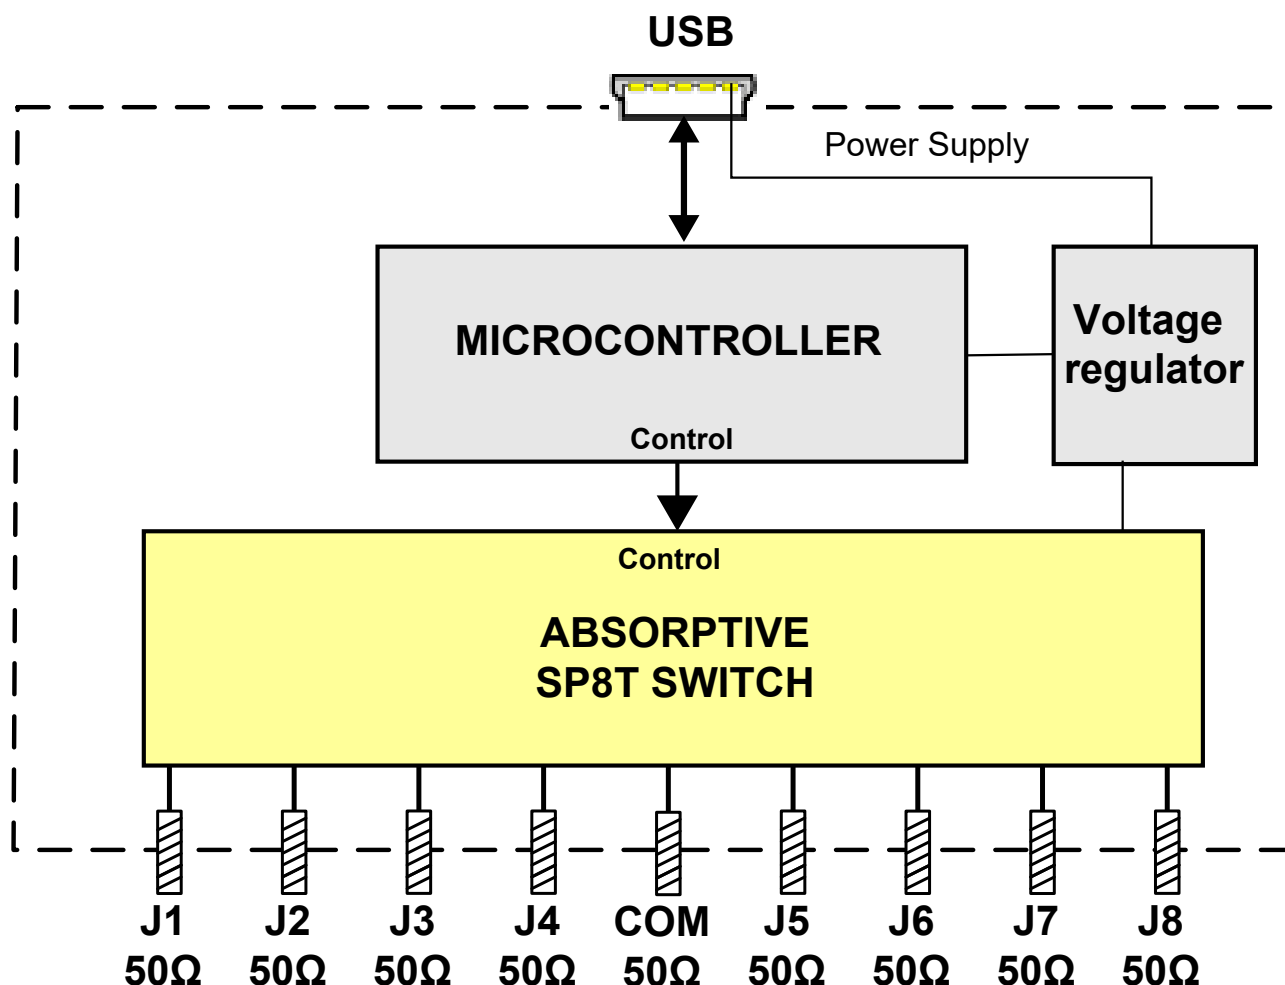 USB
Power Supply
MICROCONTROLLER
Voltage
regulator
Control
Control
ABSORPTIVE
SP8T SWITCH
J1 J2 J3 J4 COM J5 J6 J7 J8
50Ω 50Ω 50Ω 50Ω 50Ω 50Ω 50Ω 50Ω 50Ω